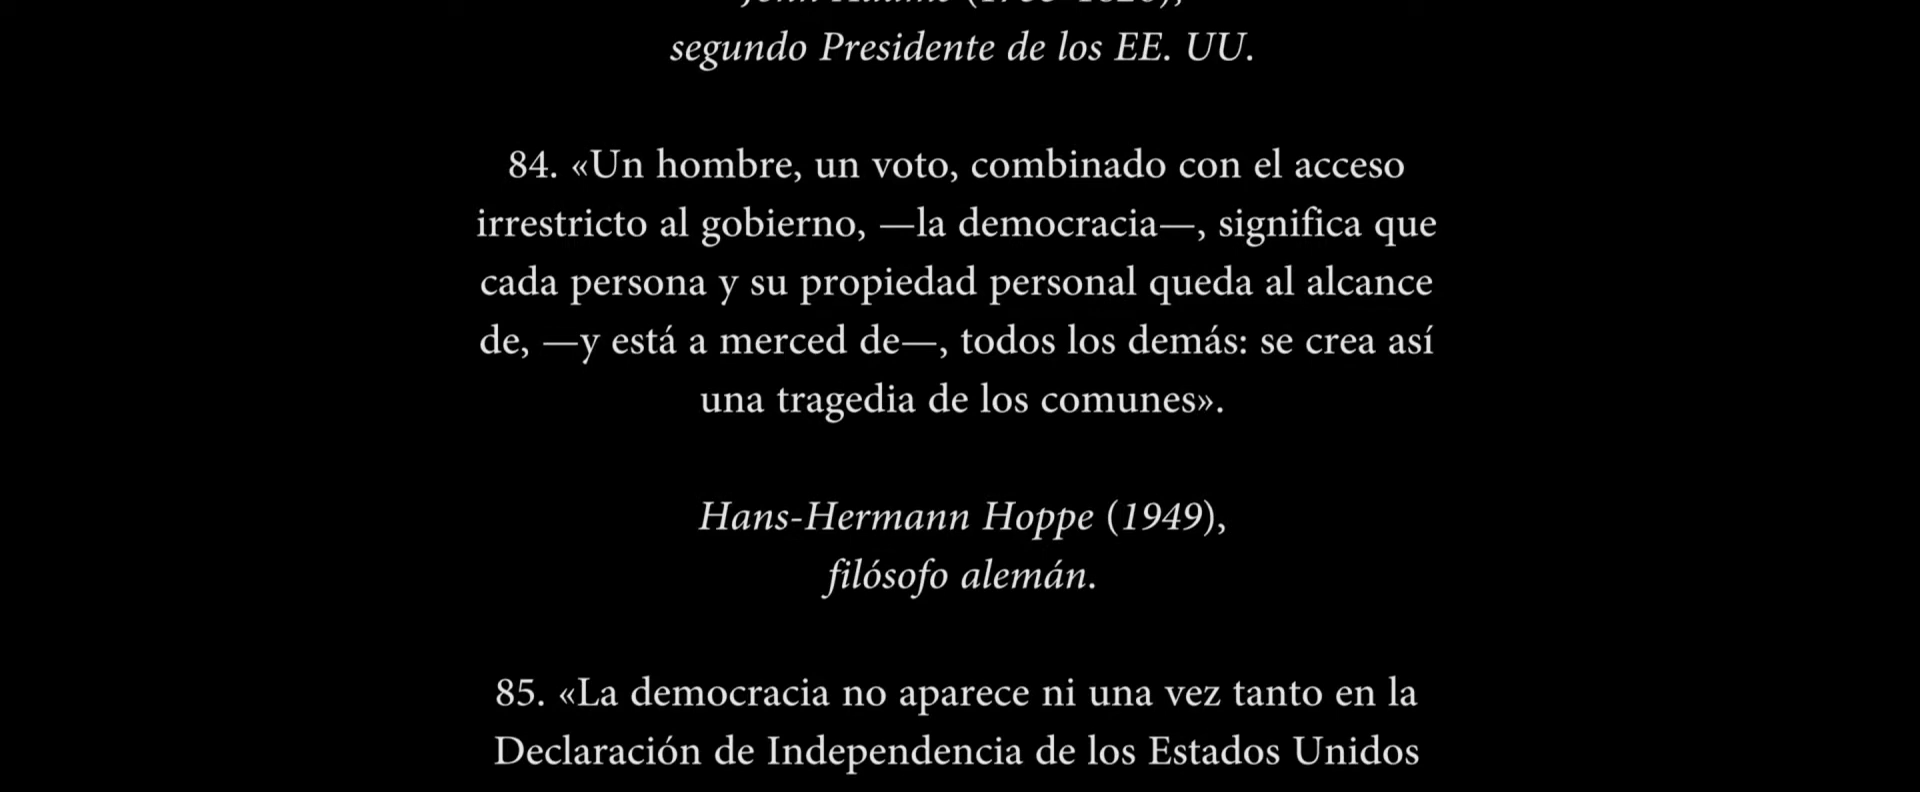 segundo Presidente de los EE. UU.
84. «Un hombre, un voto, combinado con el acceso
irrestricto al gobierno, —la democracia—, significa que
cada persona y su propiedad personal queda al alcance
de, —y está a merced de—, todos los demás: se crea así
una tragedia de los comunes».
Hans-Hermann Hoppe (1949),
filósofo alemán.
85. «La democracia no aparece ni una vez tanto en la
Declaración de Independencia de los Estados Unidos